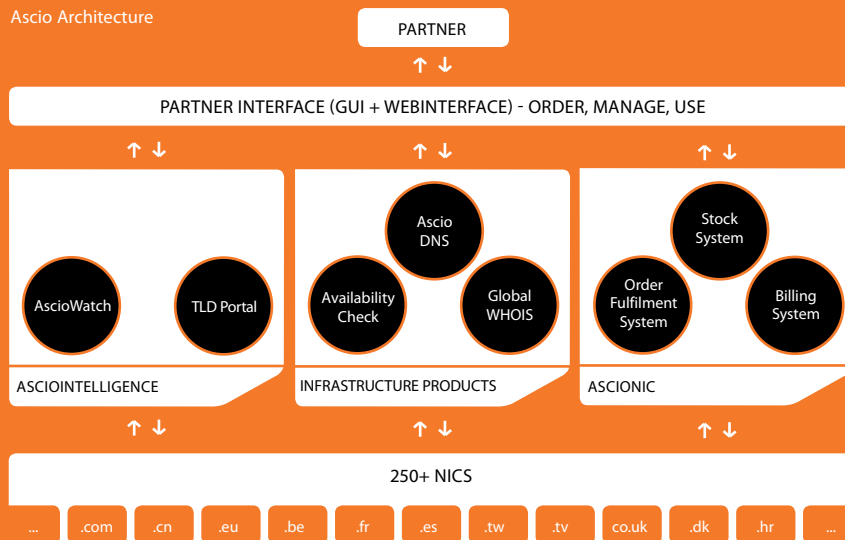 Ascio Architecture
PARTNER
PARTNER INTERFACE (GUI + WEBINTERFACE) - ORDER, MANAGE, USE
AscioWatch
TLD Portal
ASCIOINTELLIGENCE
Ascio
DNS
Availability
Check
Global
WHOIS
INFRASTRUCTURE PRODUCTS
Stock
System
Order
Fulfilment
System
Billing
System
ASCIONIC
250+ NICS
...
.com
.cn
.eu
.be
.fr
.es
.tw
.tv
co.uk
.dk
.hr
...